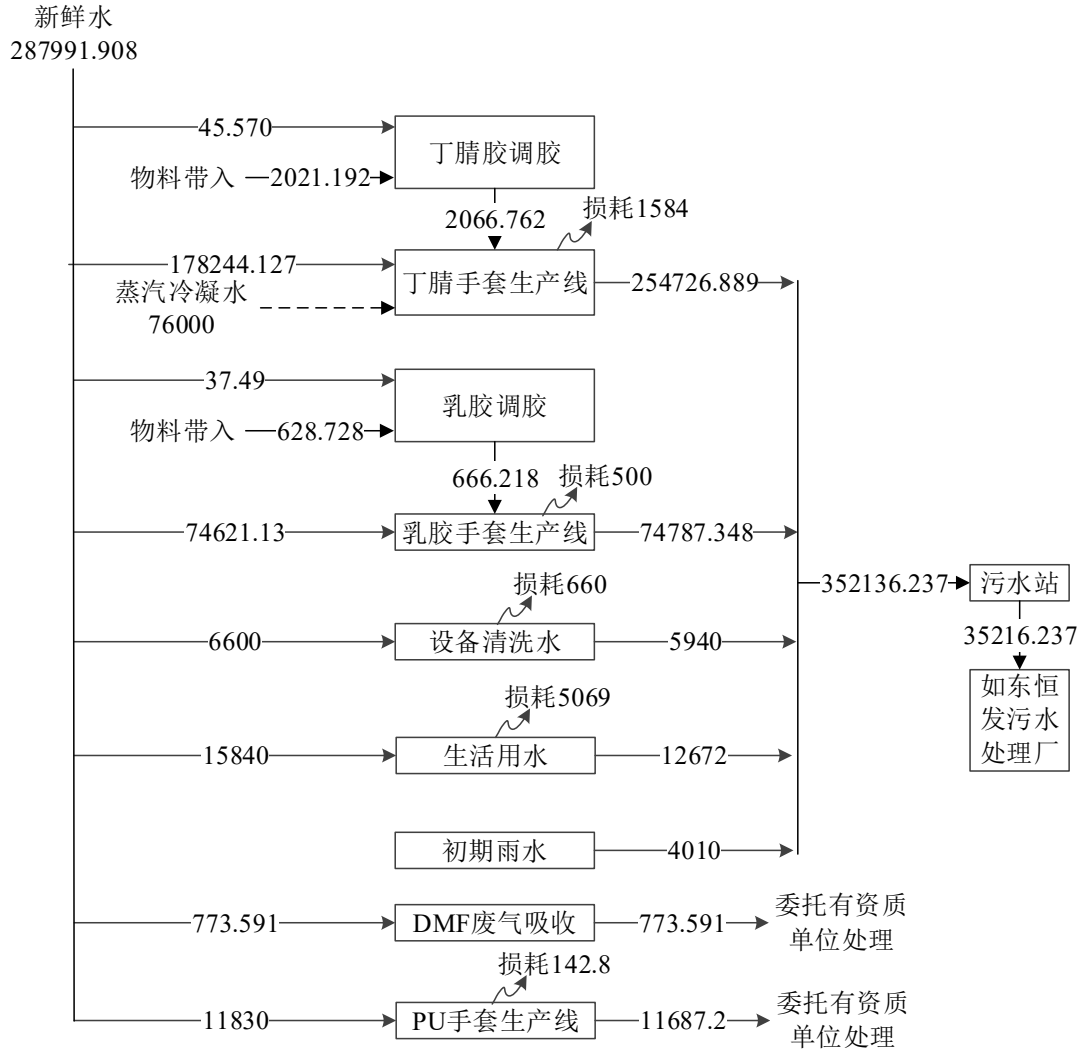 新鲜水
287991.908
45.570
丁腈胶调胶
物料带入
2021.192
2066.762
损耗1584
178244.127
丁腈手套生产线
254726.889
蒸汽冷凝水
76000
37.49
乳胶调胶
物料带入
628.728
666.218
损耗500
74621.13
乳胶手套生产线
74787.348
损耗660
352136.237
污水站
6600
设备清洗水
5940
35216.237
损耗5069
如东恒
发污水
处理厂
15840
生活用水
12672
初期雨水
4010
773.591
DMF废气吸收
773.591
委托有资质
单位处理
损耗142.8
11830
PU手套生产线
11687.2
委托有资质
单位处理